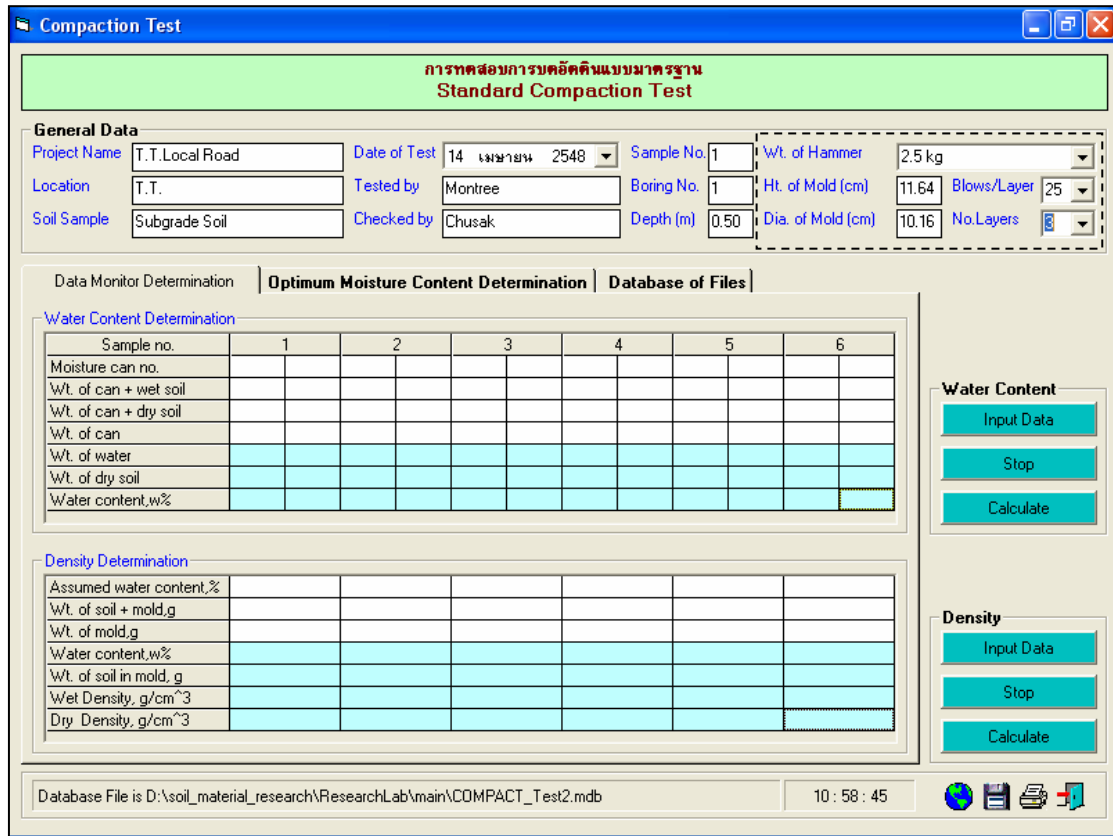 Compaction Test
การทดสอบการบดอัดดินแบบมาตรฐาน
Standard Compaction Test
General Data
Project Name T.T.Local Road Date of Test 14 เมษายน 2548 Sample No. 1 Wt. of Hammer 2.5 kg
Location T.T. Tested by Montree Boring No. 1 Ht. of Mold (cm) 11.64 Blows/Layer 25
Soil Sample Subgrade Soil Checked by Chusak Depth (m) 0.50 Dia. of Mold (cm) 10.16 No.Layers 3
Data Monitor Determination Optimum Moisture Content Determination Database of Files
Water Content Determination
Sample no. 1 2 3 4 5 6
Moisture can no.
Wt. of can + wet soil
Wt. of can + dry soil
Wt. of can
Wt. of water
Wt. of dry soil
Water content,w%
Water Content
Input Data
Stop
Calculate
Density Determination
Assumed water content,%
Wt. of soil + mold,g
Wt. of mold,g
Water content,w%
Wt. of soil in mold, g
Wet Density, g/cm^3
Dry Density, g/cm^3
Density
Input Data
Stop
Calculate
Database File is D:\soil_material_research\ResearchLab\main\COMPACT_Test2.mdb 10 : 58 : 45